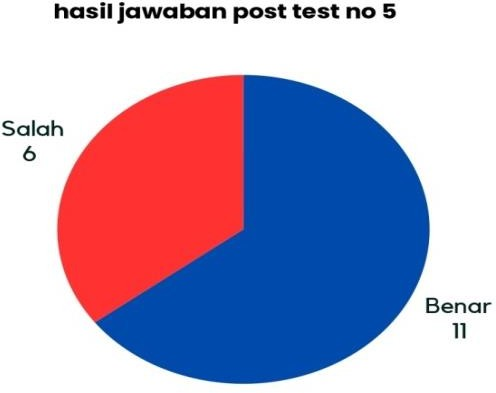 hasil jawaban post test no 5
Salah
6
Benar
11